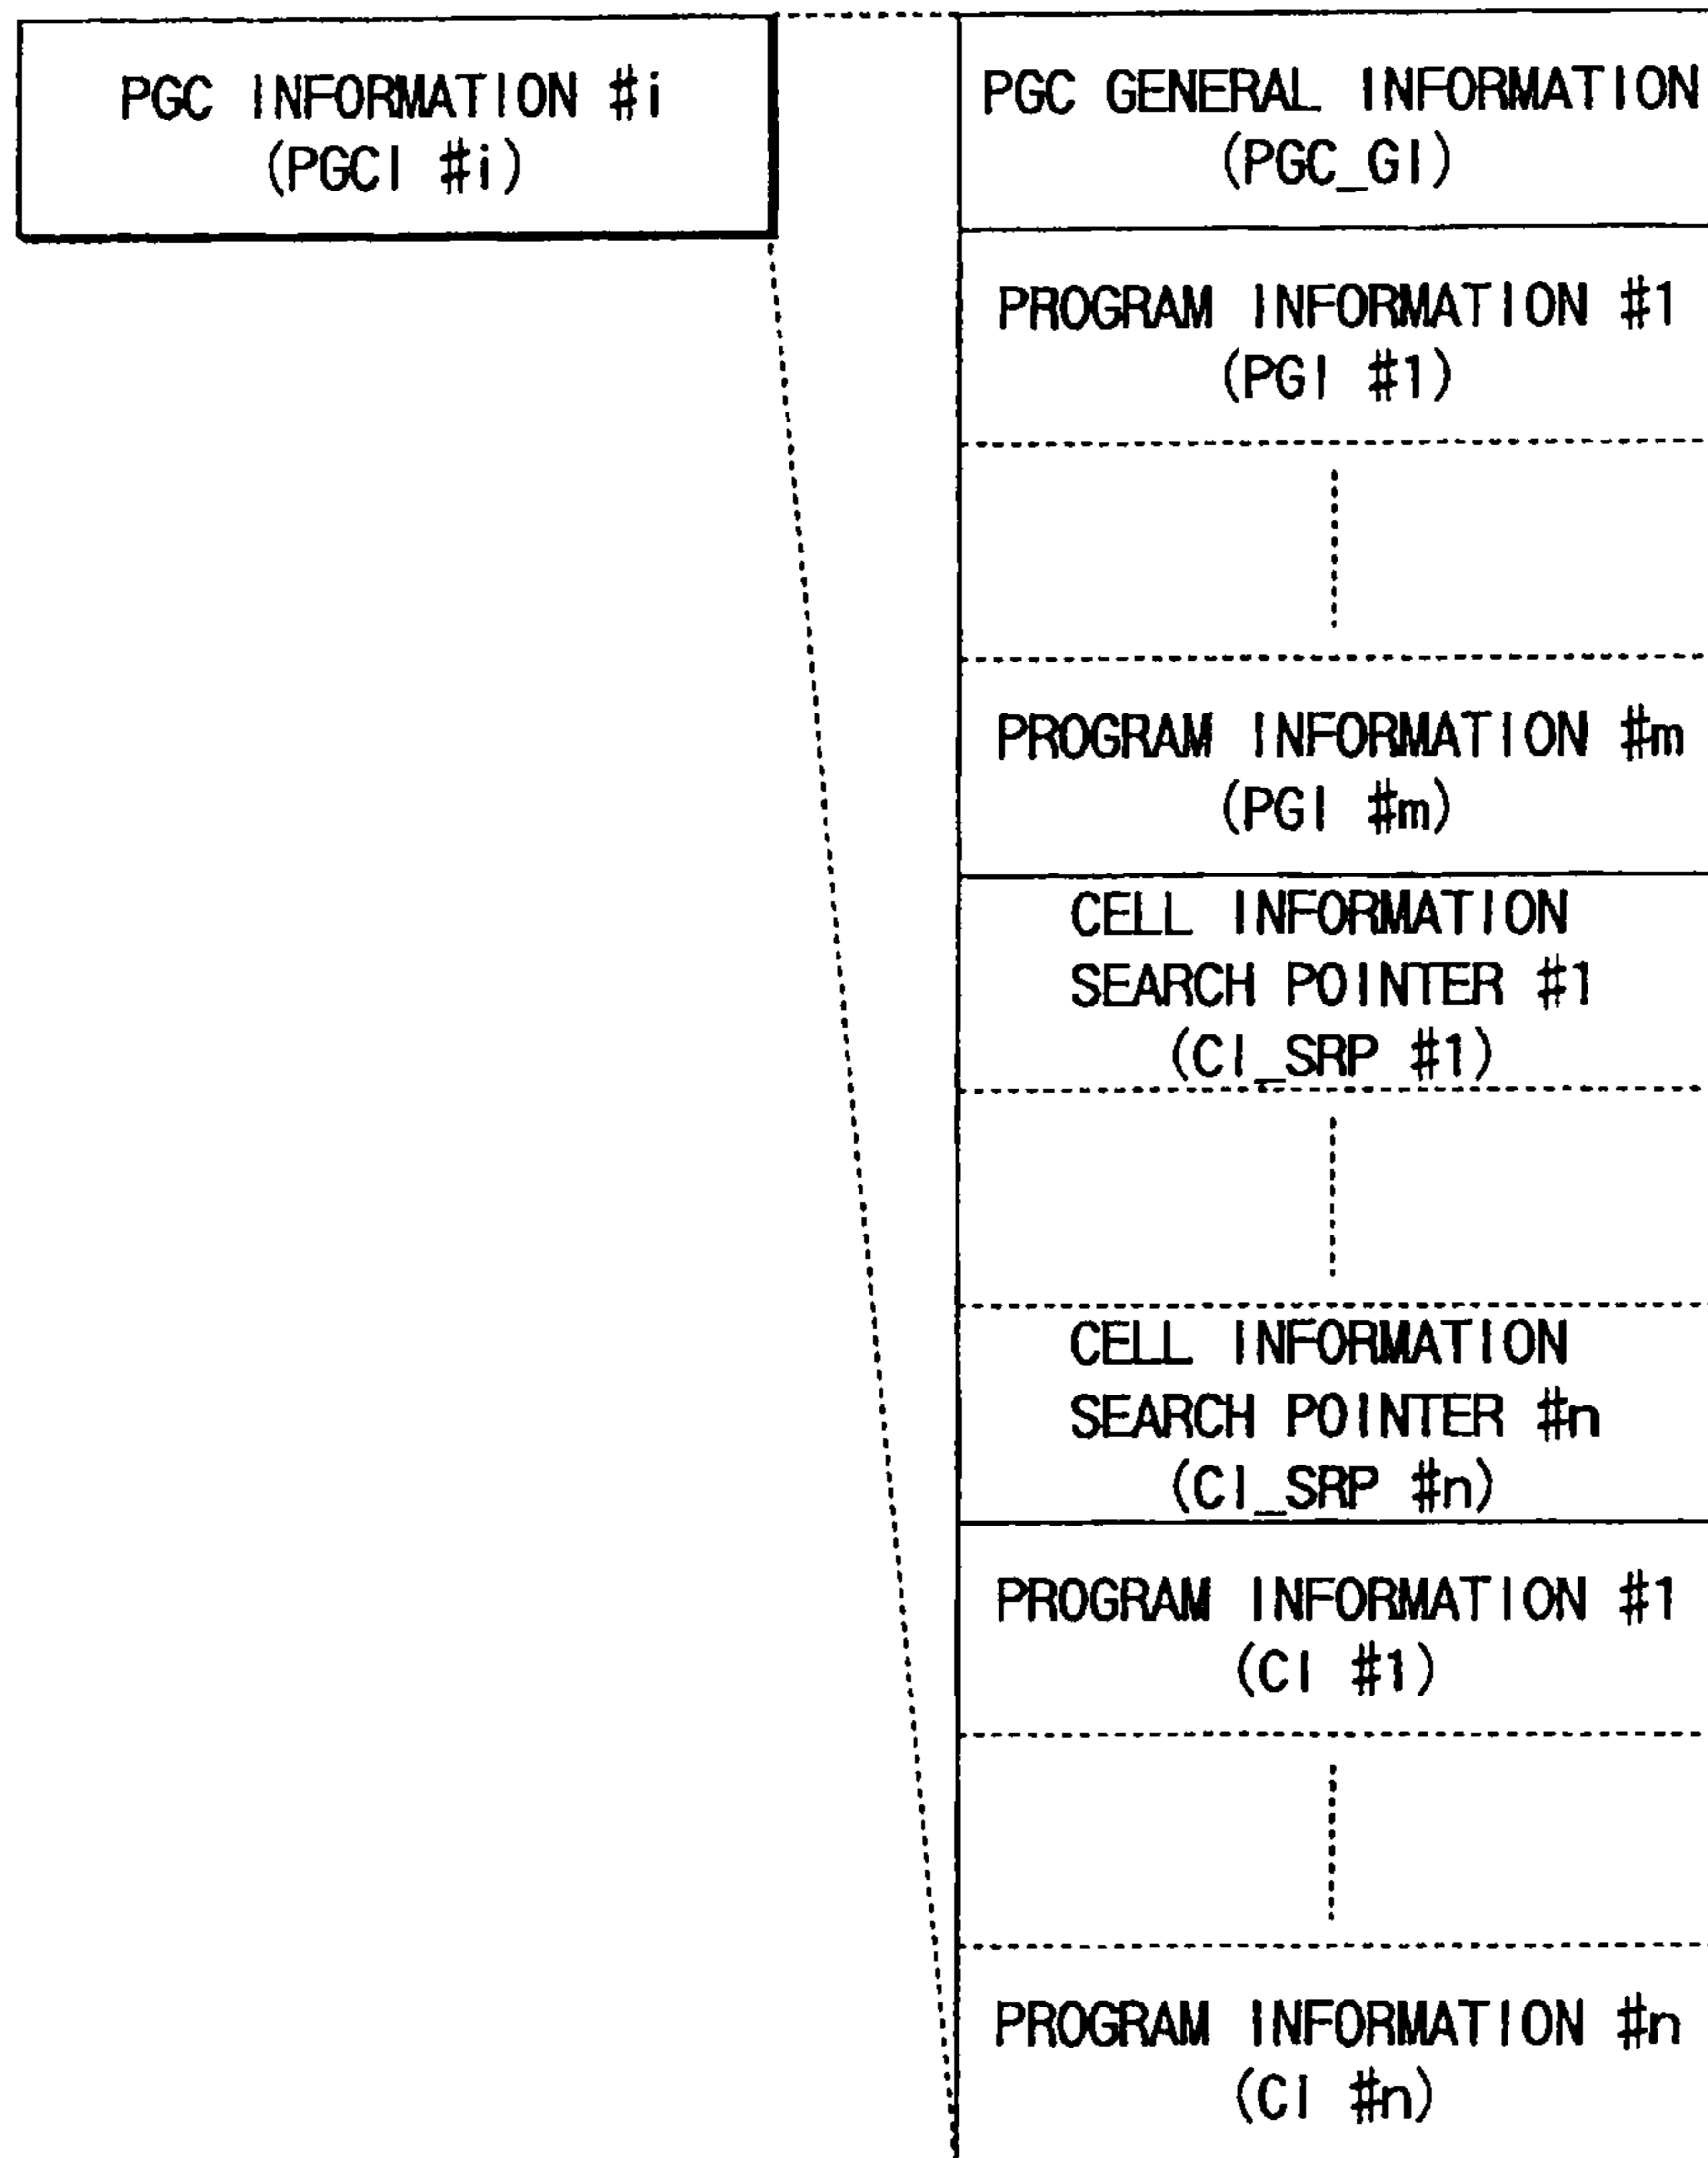 PGC INFORMATION #i
(PGCI #i)
PGC GENERAL INFORMATION
(PGC_GI)
PROGRAM INFORMATION #1
(PGI #1)
PROGRAM INFORMATION #m
(PGI #m)
CELL INFORMATION
SEARCH POINTER #1
(CI_SRP #1)
CELL INFORMATION
SEARCH POINTER #n
(CI_SRP #n)
PROGRAM INFORMATION #1
(CI #1)
PROGRAM INFORMATION #n
(CI #n)